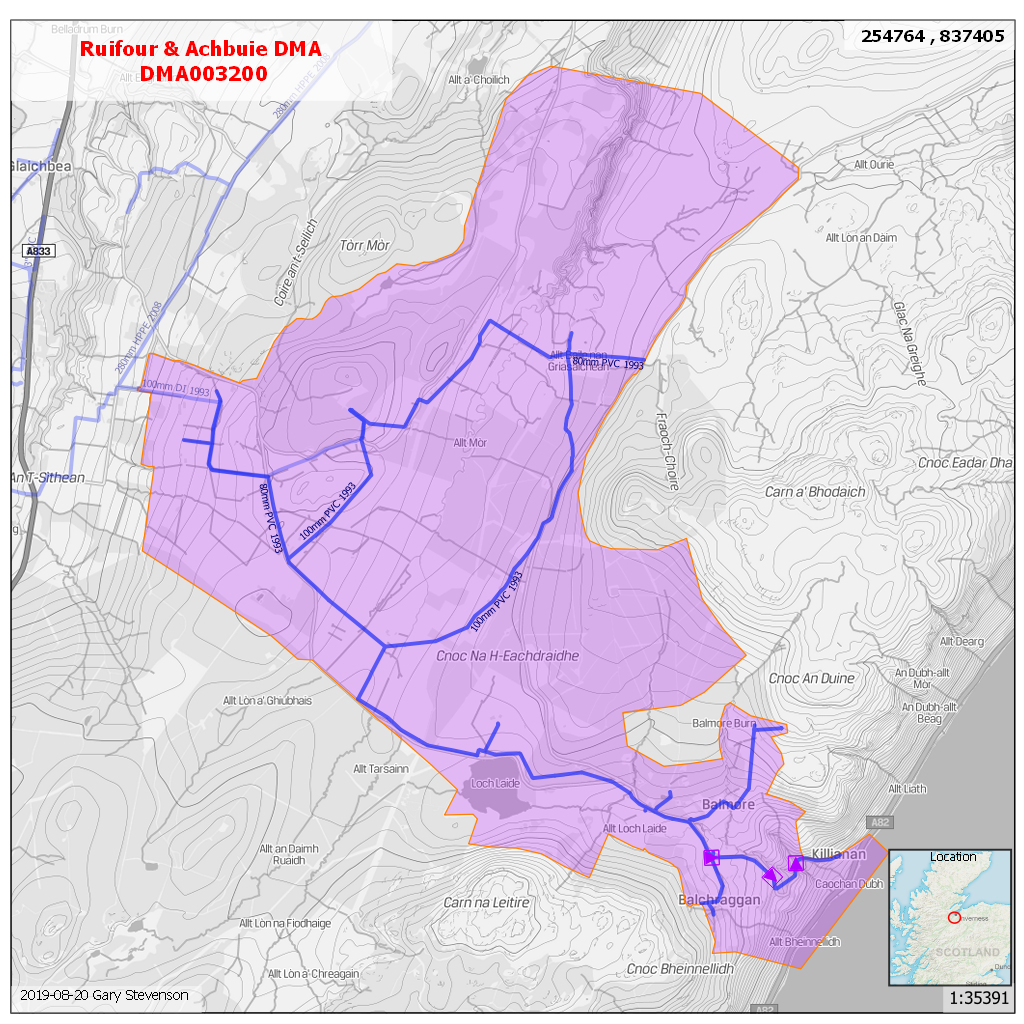 Belladrum Burn
Ruifour & Achbuie DMA
DMA003200
254764 , 837405
280mm HPPE 2008
Allt a' Choilich
Glaichbea
Allt Ourie
A833
Coire an t-Seilich
Tòrr Mòr
Allt Lòn an Dàim
280mm HPPE 2008
Glac Na Greighe
100mm DI 1993
80mm PVC 1993
Griasaichean
Allt Mòr
Fraoch-Choire
An T-Sithean
Cnoc Eadar Dha
Carn a' Bhodaich
80mm PVC 1993
100mm PVC 1993
100mm PVC 1993
Cnoc Na H-Eachdraidhe
Allt Dearg
Cnoc An Duine
An Dubh-allt
Mòr
Allt Lòn a' Ghiubhais
An Dubh-allt
Beag
Balmore Burn
Allt Tarsainn
Loch Laide
Allt Liath
Balmore
A82
Allt Loch Laide
Allt an Daimh
Ruaidh
Killianan
Location
Caochan Dubh
Carn na Leitire
Balchraggan
Inverness
Allt Lòn na Fiodhaige
Allt Bheinnellidh
SCOTLAND
Allt Lòn a' Chreagain
Cnoc Bheinnellidh
2019-08-20 Gary Stevenson
1:35391
A82